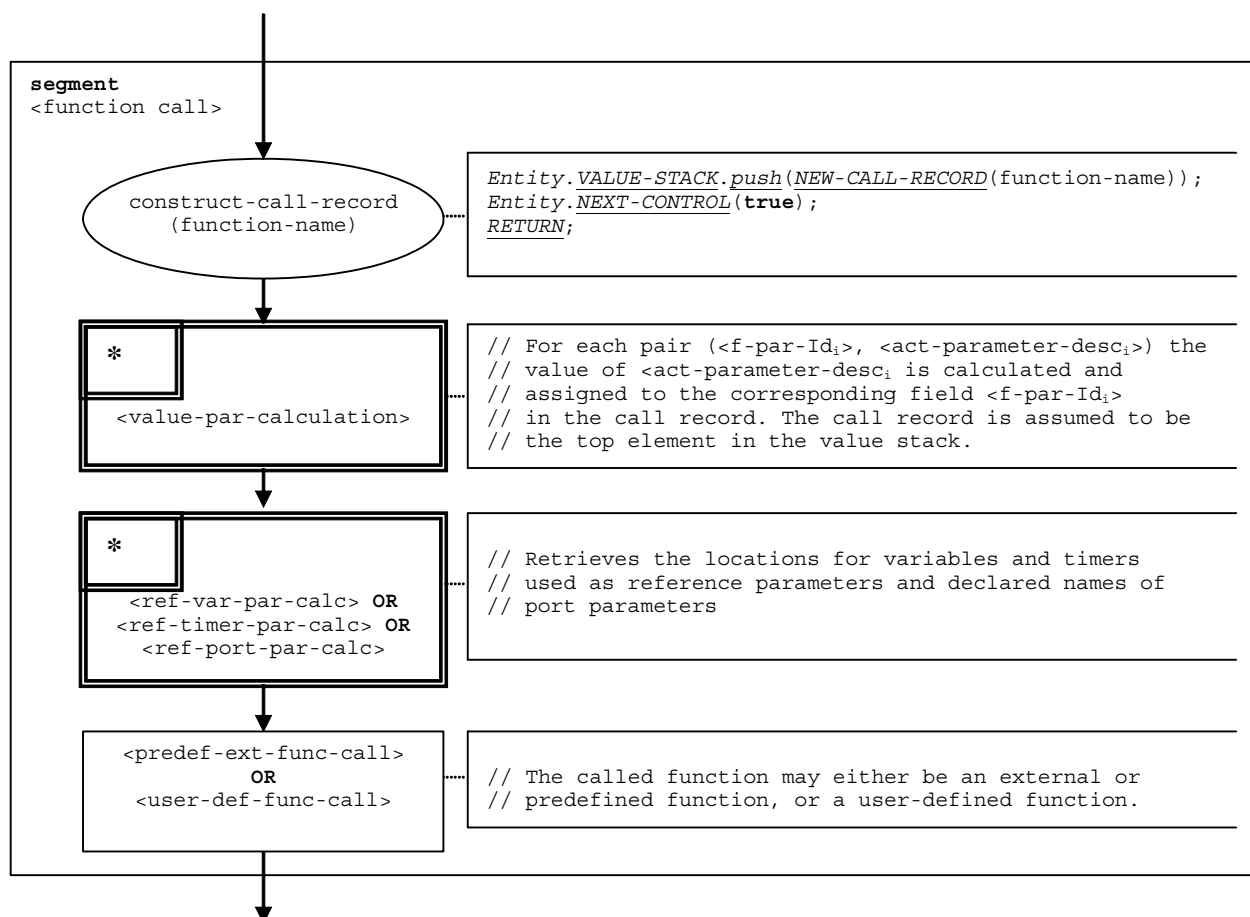 segment
<function call>
construct-call-record
(function-name)
Entity.VALUE-STACK.push(NEW-CALL-RECORD(function-name));
Entity.NEXT-CONTROL(true);
RETURN;
*
<value-par-calculation>
// For each pair (<f-par-Idi>, <act-parameter-desci>) the
// value of <act-parameter-desci is calculated and
// assigned to the corresponding field <f-par-Idi>
// in the call record. The call record is assumed to be
// the top element in the value stack.
*
<ref-var-par-calc> OR
<ref-timer-par-calc> OR
<ref-port-par-calc>
// Retrieves the locations for variables and timers
// used as reference parameters and declared names of
// port parameters
<predef-ext-func-call>
OR
<user-def-func-call>
// The called function may either be an external or
// predefined function, or a user-defined function.